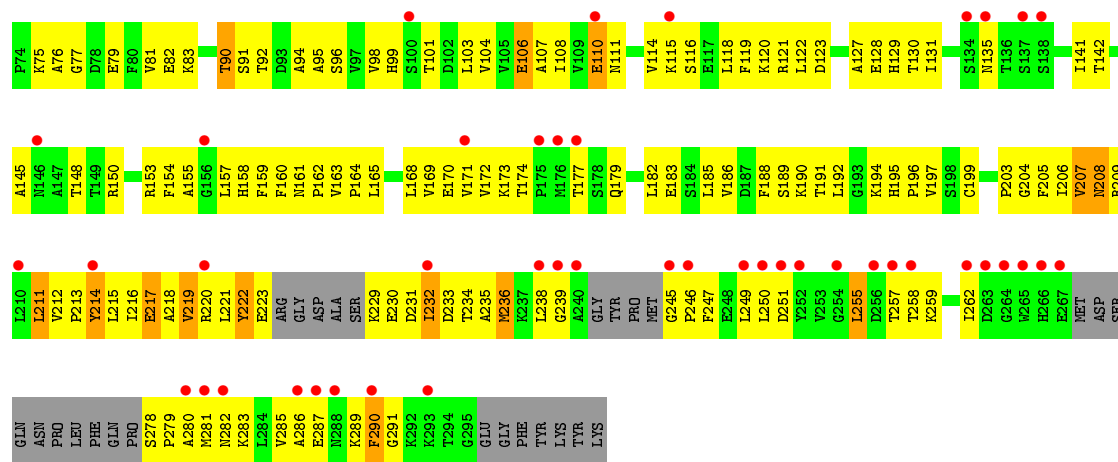 P74 K75 A76 G77 D78 E79 F80 V81 E82 K83 T90 S91 T92 D93 A94 A95 S96 V97 V98 H99 S100 T101 D102 L103 V104 V105 E106 A107 I108 V109 E110 N111 V114 K115 S116 E117 L118 F119 K120 R121 L122 D123 A127 E128 H129 T130 I131 S134 N135 T136 S137 S138 I141 T142
A145 N146 A147 T148 T149 R150 R153 F154 A155 G156 L157 H158 F159 F160 N161 P162 V163 P164 L165 L168 V169 E170 V171 V172 K173 T174 P175 M176 T177 S178 Q179 L182 E183 S184 L185 V186 D187 F188 S189 K190 T191 L192 G193 K194 H195 P196 V197 S198 C199 P203 G204 F205 I206 V207 N208
L210 L211 V212 P213 Y214 L215 I216 E217 A218 V219 R220 L221 Y222 E223 ARG GLY ASP ALA SER K229 E230 D231 I232 D233 T234 A235 M236 K237 L238 G239 A240 GLY TYR PRO MET G245 P246 F247 E248 L249 L250 D251 Y252 V253 G254 L255 D256 T257 T258 K259 I262 D263 G264 W265 H266 E267 MET ASP
GLN ASN PRO LEU PHE GLN PRO S278 P279 A280 M281 N282 K283 L284 V285 A286 E287 N288 K289 F290 G291 K292 K293 T294 G295 GLU GLY PHE TYR LYS TYR LYS